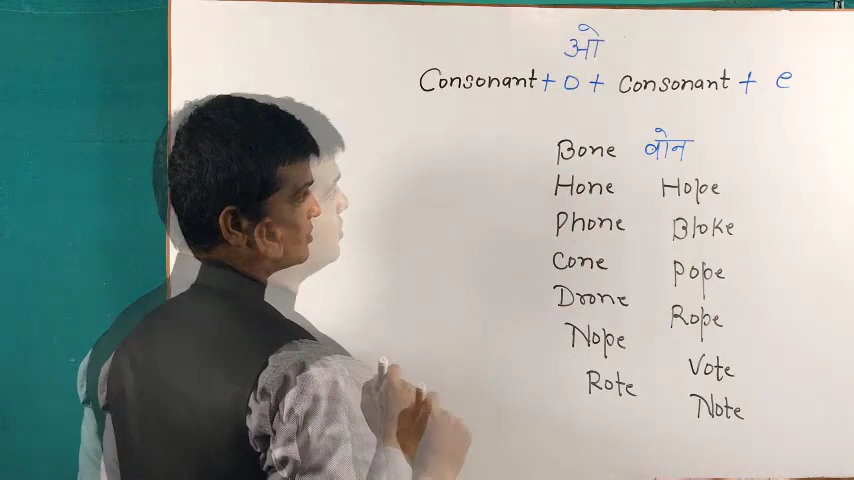 ओ
Consonant + o + Consonant + e
Bone बोन
Hone Hope
Phone Bloke
Cone Pope
Drone Rope
Nope Vote
Rote Note